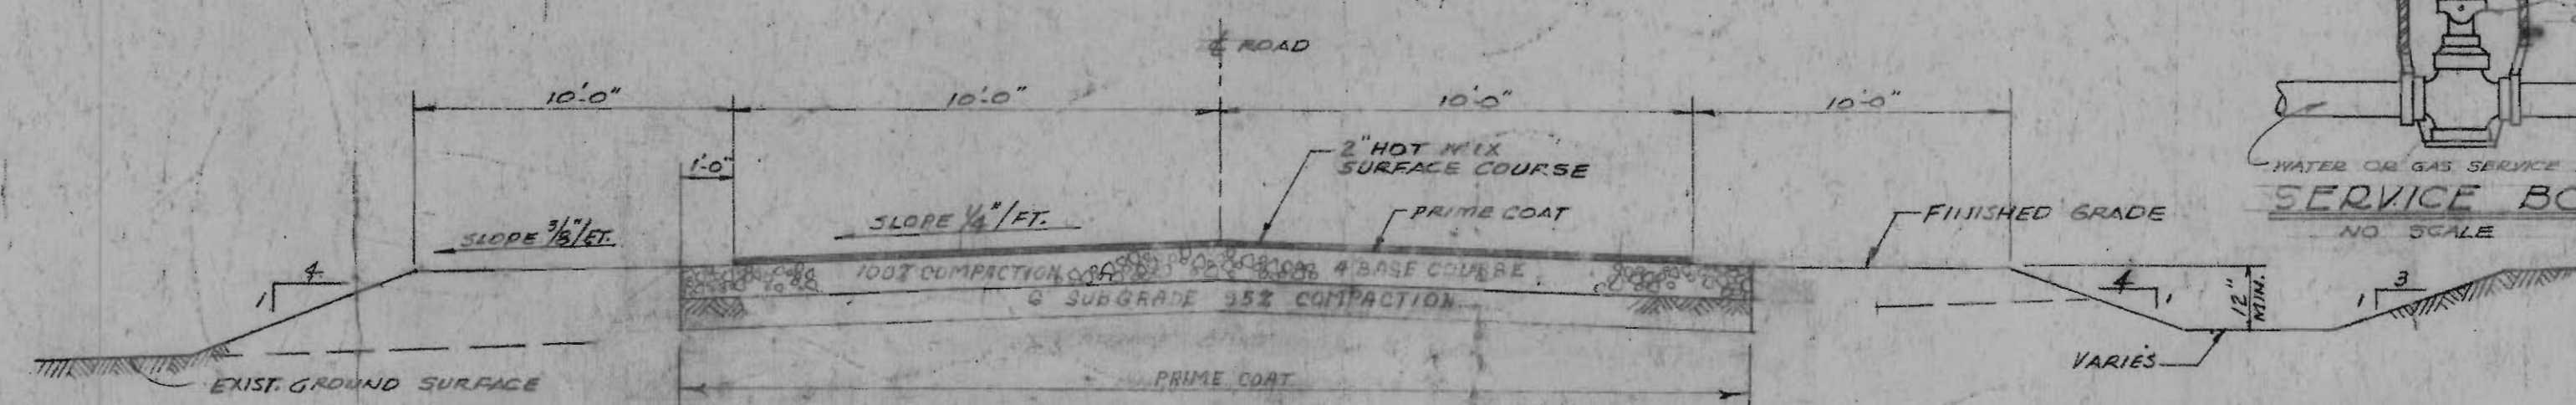 ℄ ROAD
10'-0"
10'-0"
10'-0"
10'-0"
1'-0"
2" HOT MIX
SURFACE COURSE
SLOPE 3/8"/FT.
SLOPE 1/4"/FT.
PRIME COAT
FINISHED GRADE
WATER OR GAS SERVICE
SERVICE
NO SCALE
4
1
100% COMPACTION
4 BASE COURSE
6 SUBGRADE 95% COMPACTION
4
1
12"
MIN.
3
1
VARIES
EXIST. GROUND SURFACE
PRIME COAT